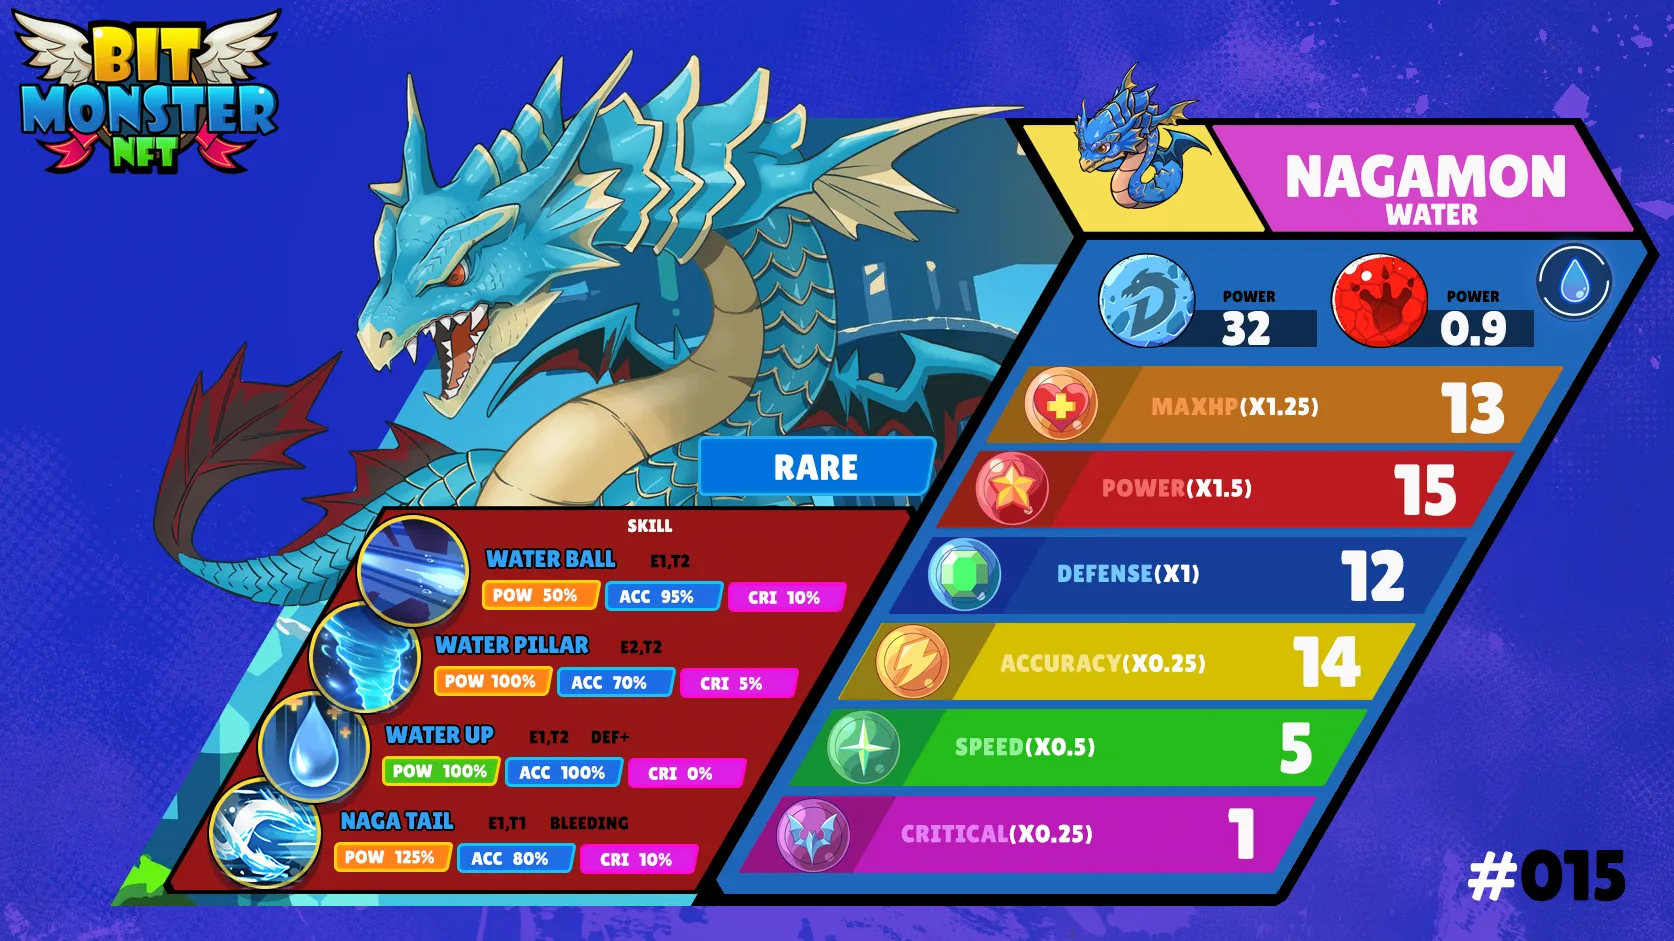 BIT
MONSTER
NFT
NAGAMON
WATER
POWER
32
POWER
0.9
MAXHP(X1.25) 13
POWER(X1.5) 15
DEFENSE(X1) 12
ACCURACY(X0.25) 14
SPEED(X0.5) 5
CRITICAL(X0.25) 1
RARE
SKILL
WATER BALL E1,T2
POW 50% ACC 95% CRI 10%
WATER PILLAR E2,T2
POW 100% ACC 70% CRI 5%
WATER UP E1,T2 DEF+
POW 100% ACC 100% CRI 0%
NAGA TAIL E1,T1 BLEEDING
POW 125% ACC 80% CRI 10%
#015